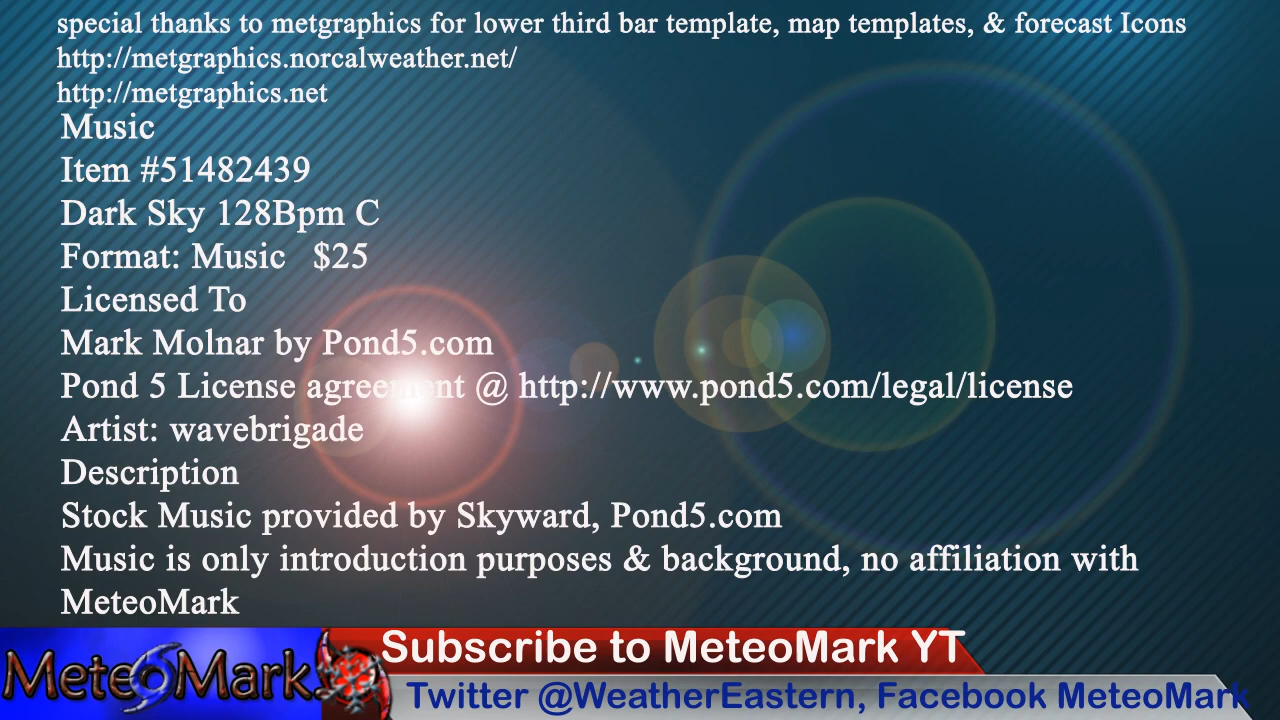 special thanks to metgraphics for lower third bar template, map templates, & forecast Icons
http://metgraphics.norcalweather.net/
http://metgraphics.net
Music
Item #51482439
Dark Sky 128Bpm C
Format: Music $25
Licensed To
Mark Molnar by Pond5.com
Pond 5 License agreement @ http://www.pond5.com/legal/license
Artist: wavebrigade
Description
Stock Music provided by Skyward, Pond5.com
Music is only introduction purposes & background, no affiliation with
MeteoMark
Subscribe to MeteoMark YT
MeteoMark
Twitter @WeatherEastern, Facebook MeteoMark